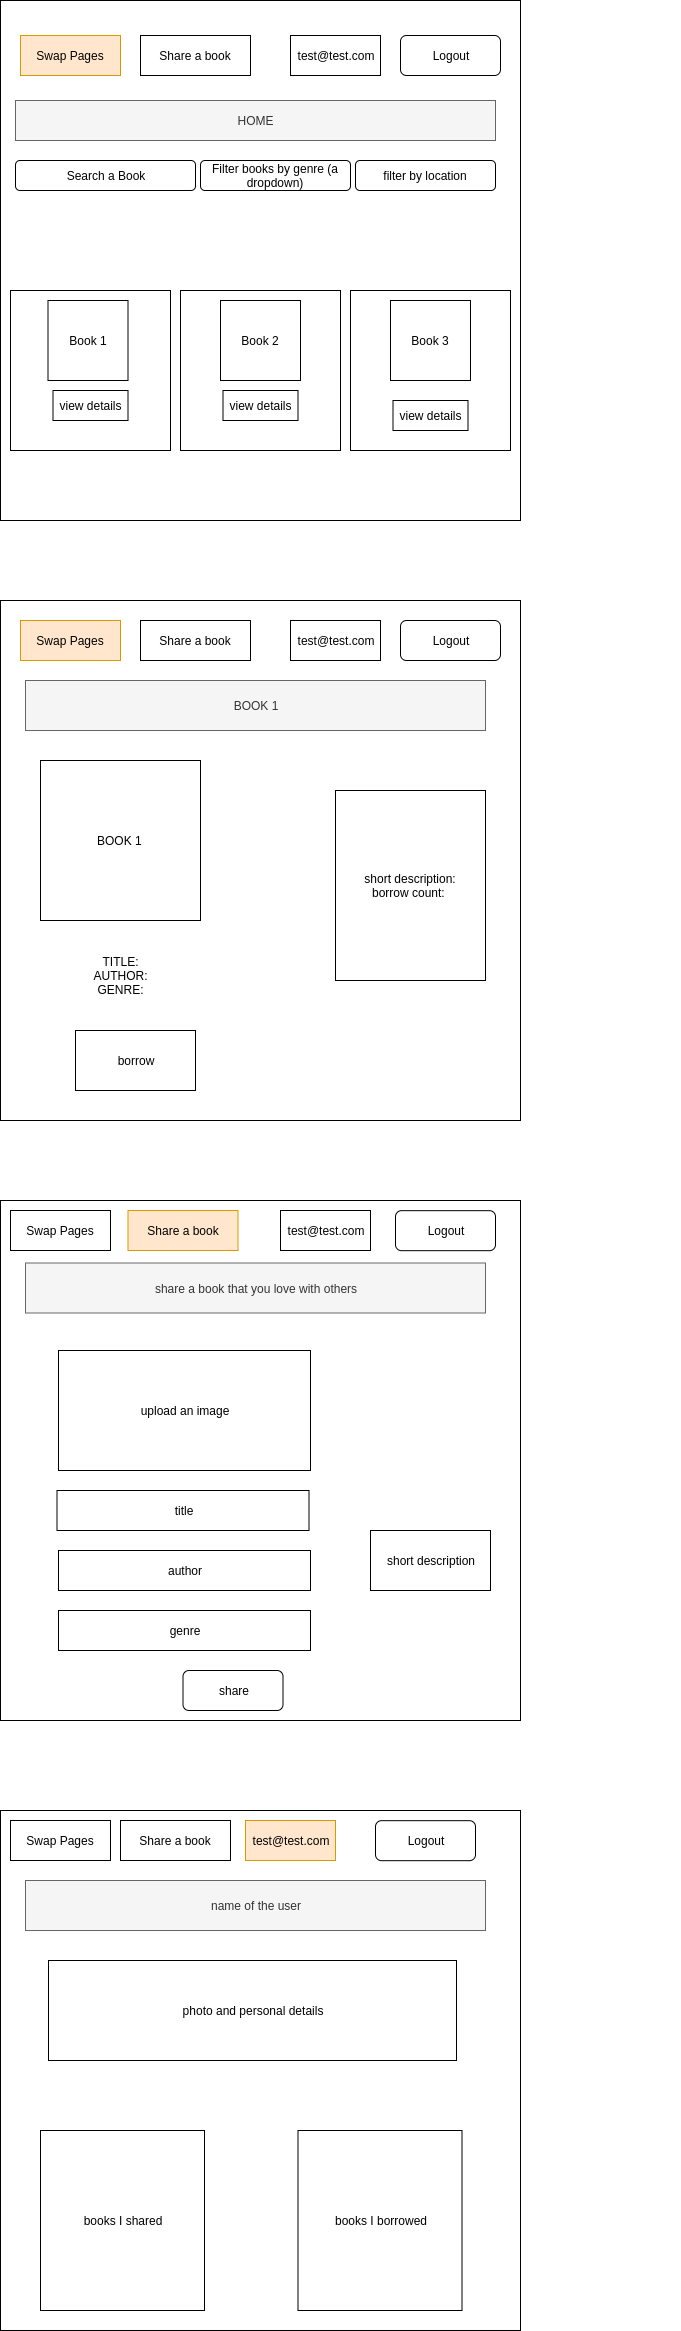 Swap Pages
Share a book
test@test.com
Logout
HOME
Search a Book
Filter books by genre (a
dropdown)
filter by location
Book 1
Book 2
Book 3
view details
view details
view details
Swap Pages
Share a book
test@test.com
Logout
BOOK 1
BOOK 1
short description:
borrow count:
TITLE:
AUTHOR:
GENRE:
borrow
Swap Pages
Share a book
test@test.com
Logout
share a book that you love with others
upload an image
title
author
short description
genre
share
Swap Pages
Share a book
test@test.com
Logout
name of the user
photo and personal details
books I shared
books I borrowed